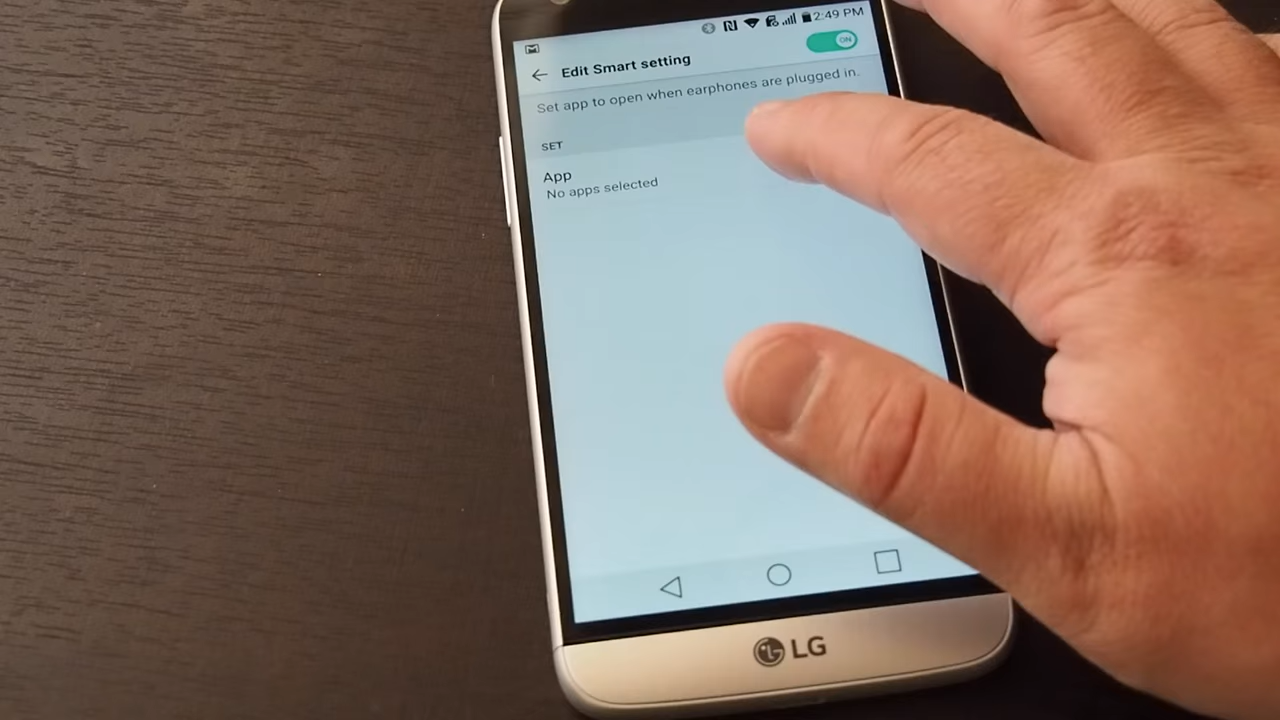 2:49 PM
Edit Smart setting
ON
Set app to open when earphones are plugged in.
SET
App
No apps selected
LG